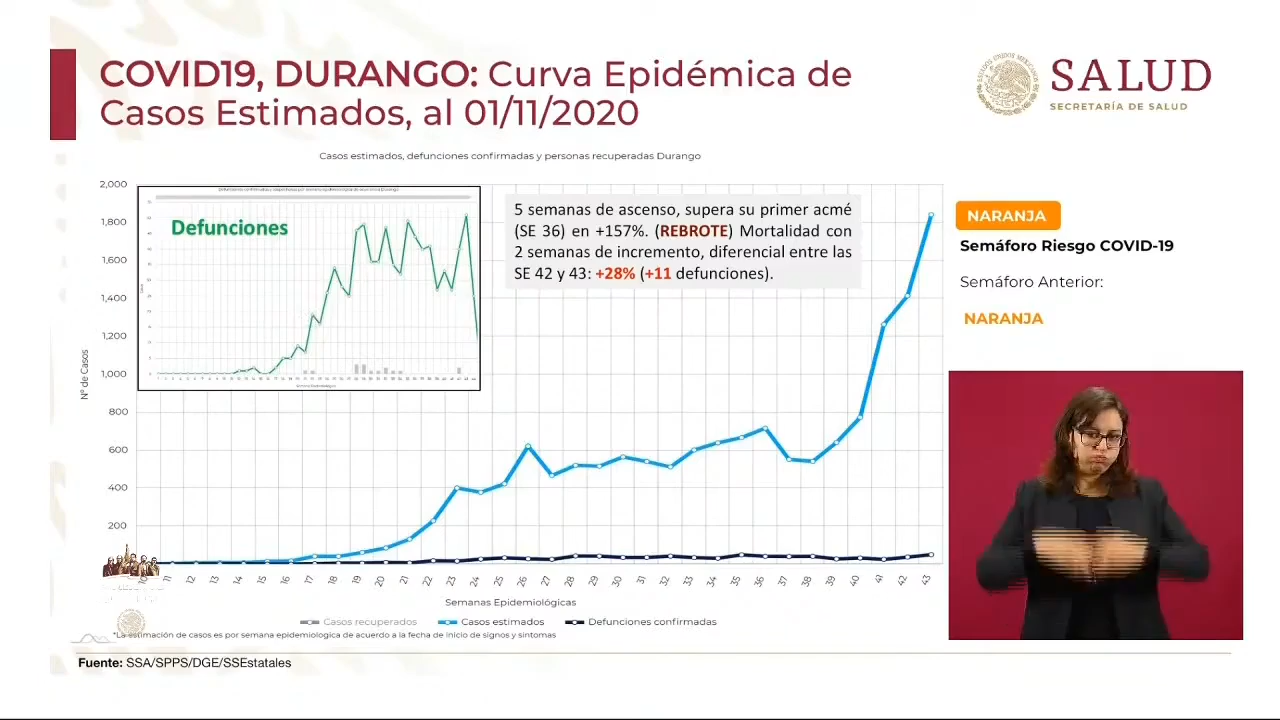 COVID19, DURANGO: Curva Epidémica de
Casos Estimados, al 01/11/2020
SALUD
SECRETARÍA DE SALUD
Casos estimados, defunciones confirmadas y personas recuperadas Durango
2,000
1,800
1,600
1,400
1,200
1,000
800
600
400
200
Nº de Casos
Defunciones
5 semanas de ascenso, supera su primer acmé
(SE 36) en +157%. (REBROTE) Mortalidad con
2 semanas de incremento, diferencial entre las
SE 42 y 43: +28% (+11 defunciones).
NARANJA
Semáforo Riesgo COVID-19
Semáforo Anterior:
NARANJA
10 11 12 13 14 15 16 17 18 19 20 21 22 23 24 25 26 27 28 29 30 31 32 33 34 35 36 37 38 39 40 41 42 43
Semanas Epidemiológicas
Casos recuperados Casos estimados Defunciones confirmadas
*La estimación de casos es por semana epidemiologica de acuerdo a la fecha de inicio de signos y sintomas
Fuente: SSA/SPPS/DGE/SSEstatales